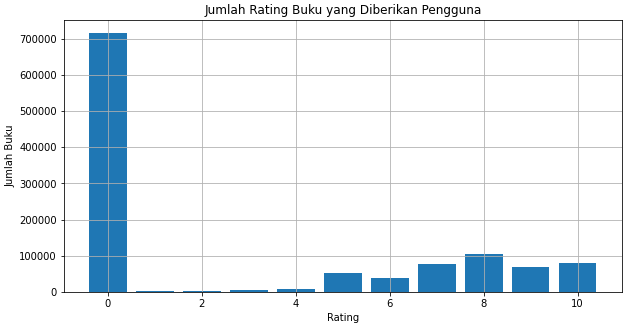 Jumlah Rating Buku yang Diberikan Pengguna
700000
600000
500000
400000
300000
200000
100000
0
Jumlah Buku
0 2 4 6 8 10
Rating